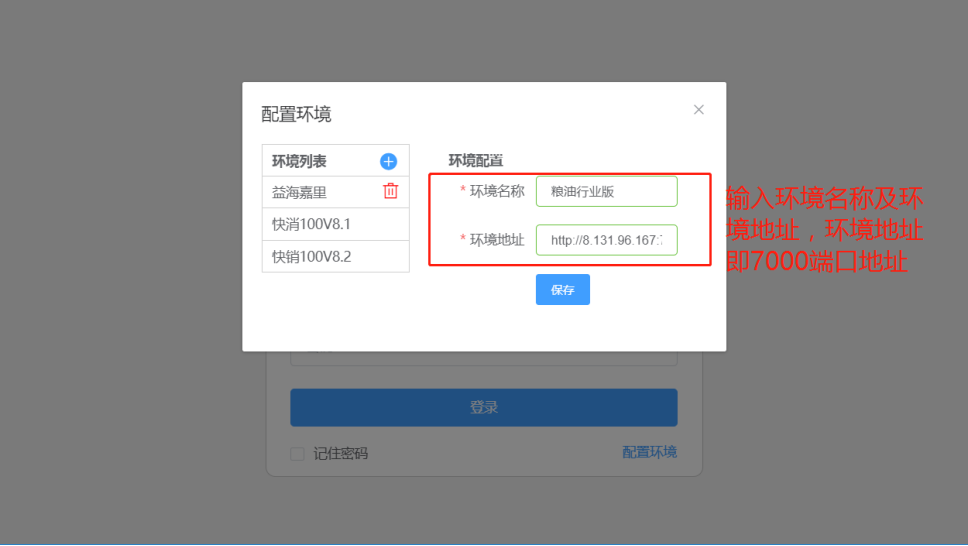 配置环境
环境列表
益海嘉里
快消100V8.1
快销100V8.2
环境配置
* 环境名称 粮油行业版
* 环境地址 http://8.131.96.167:
保存
输入环境名称及环
境地址，环境地址
即7000端口地址
登录
记住密码
配置环境